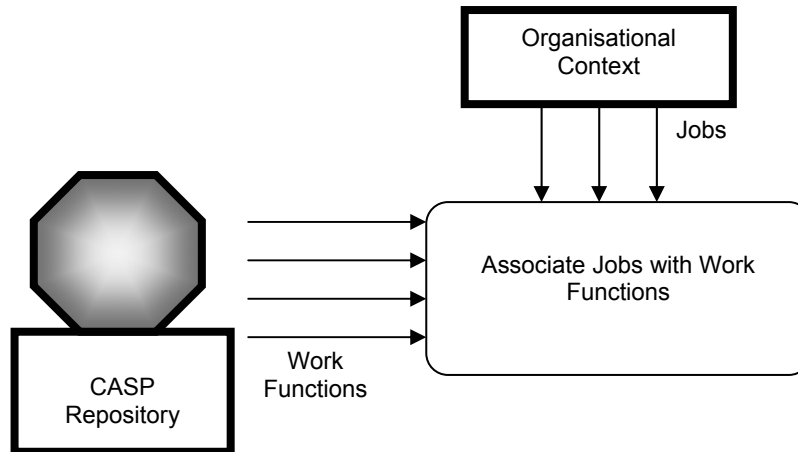 Organisational
Context
Jobs
Associate Jobs with Work
Functions
Work
Functions
CASP
Repository